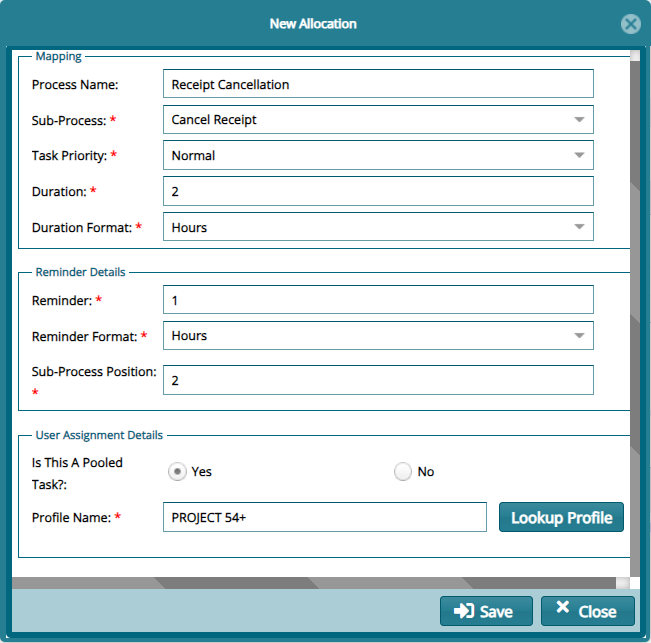 New Allocation
Mapping
Process Name: Receipt Cancellation
Sub-Process: * Cancel Receipt
Task Priority: * Normal
Duration: * 2
Duration Format: * Hours
Reminder Details
Reminder: * 1
Reminder Format: * Hours
Sub-Process Position: * 2
User Assignment Details
Is This A Pooled
Task?: Yes No
Profile Name: * PROJECT 54+ Lookup Profile
Save Close